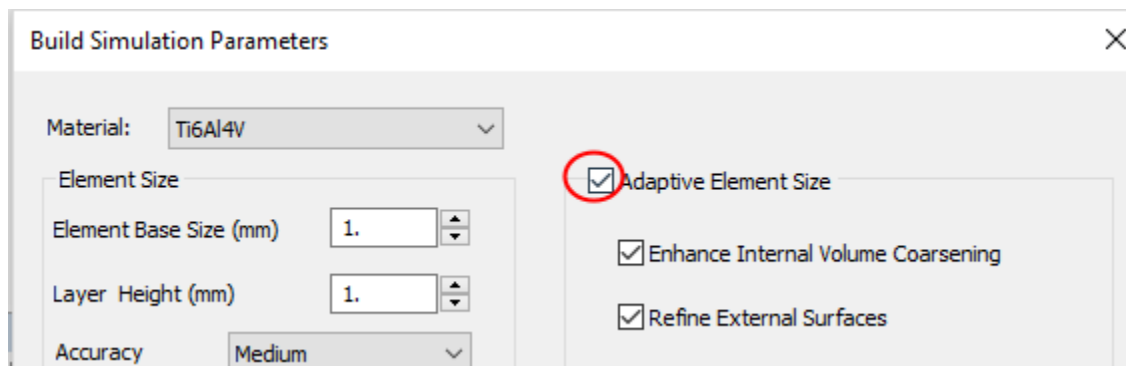 Build Simulation Parameters
Material: Ti6Al4V
Element Size
Element Base Size (mm) 1.
Layer Height (mm) 1.
Accuracy Medium
Adaptive Element Size
Enhance Internal Volume Coarsening
Refine External Surfaces